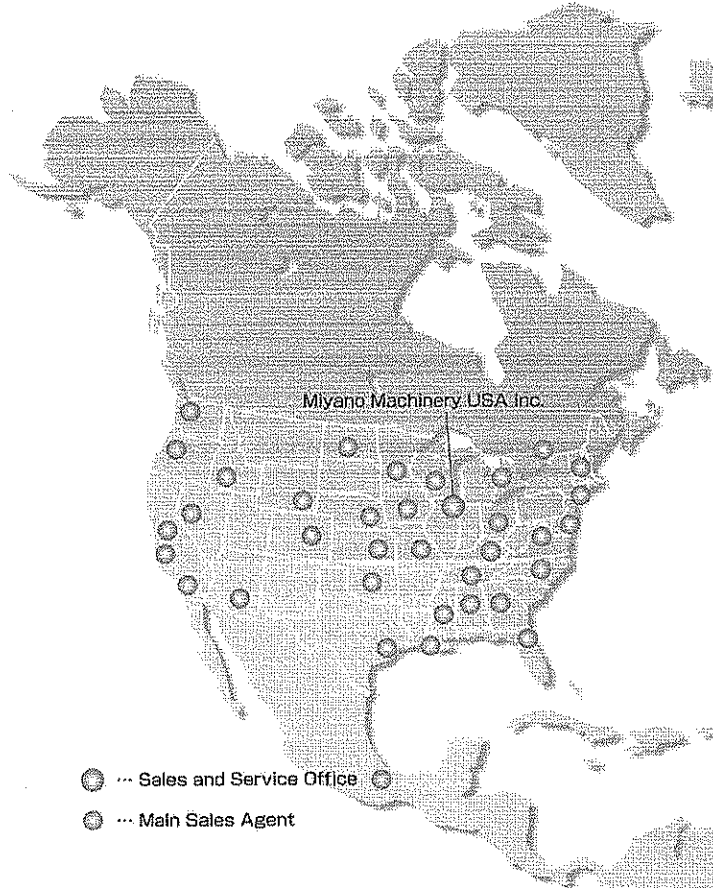 Miyano Machinery USA Inc.
… Sales and Service Office
… Main Sales Agent